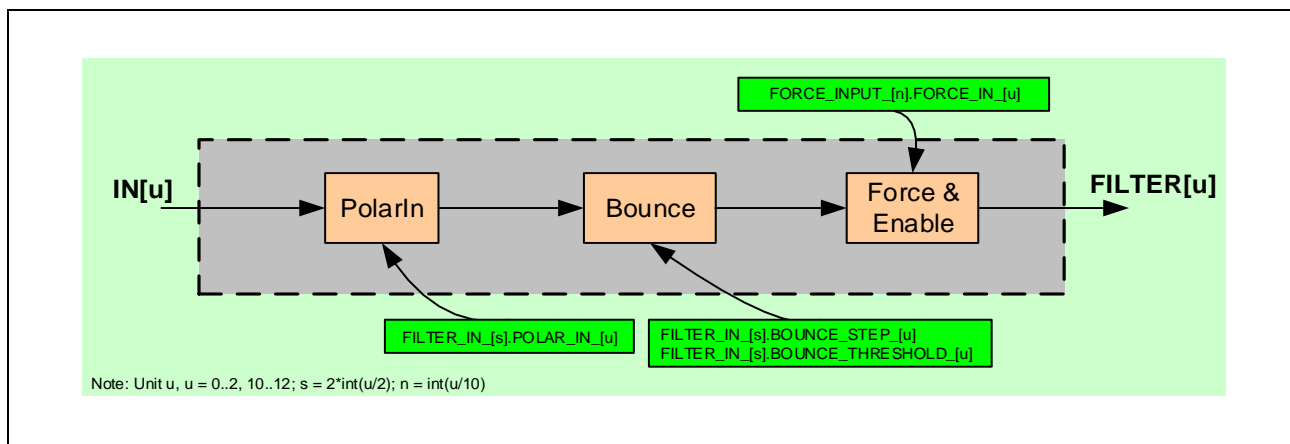 FORCE_INPUT_[n].FORCE_IN_[u]
IN[u]
PolarIn
Bounce
Force &
Enable
FILTER[u]
FILTER_IN_[s].POLAR_IN_[u]
FILTER_IN_[s].BOUNCE_STEP_[u]
FILTER_IN_[s].BOUNCE_THRESHOLD_[u]
Note: Unit u, u = 0..2, 10..12; s = 2*int(u/2); n = int(u/10)